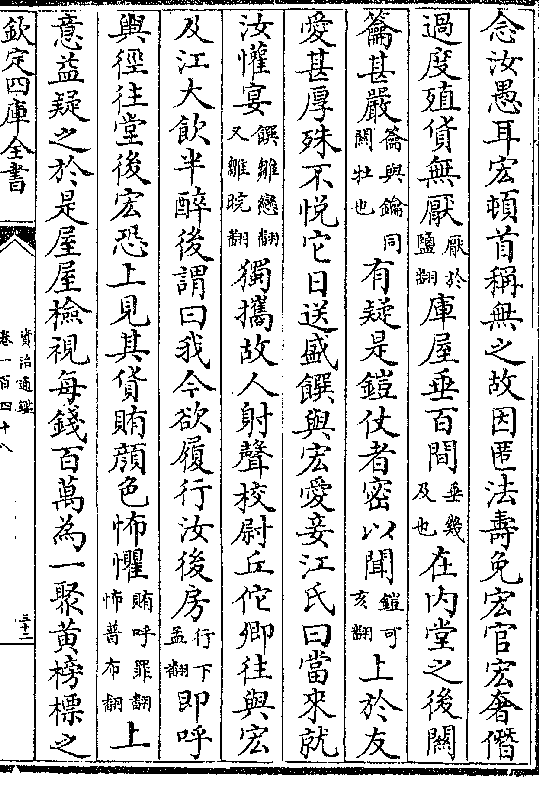 念汝愚耳宏頓首稱無之故因匿法壽免宏官宏奢僭
過度殖貨無厭厭於鹽翻庫屋垂百間垂幾及也在內堂之後關
籥甚嚴籥與鑰同關牡也有疑是鎧仗者密以聞鎧可亥翻上於友
愛甚厚殊不悦它日送盛饌與宏愛妾江氏曰當來就
汝懽宴饌雛戀翻又雛晥翻獨攜故人射聲校尉丘佗卿往與宏
及江大飲半醉後謂曰我今欲履行汝後房行下孟翻即呼
輿徑往堂後宏恐上見其貨賄顔色怖懼賄呼罪翻怖普布翻上
意益疑之於是屋屋檢視每錢百萬為一聚黄榜標之
欽定四庫全書
資治通鑑
卷一百四十八
三十二